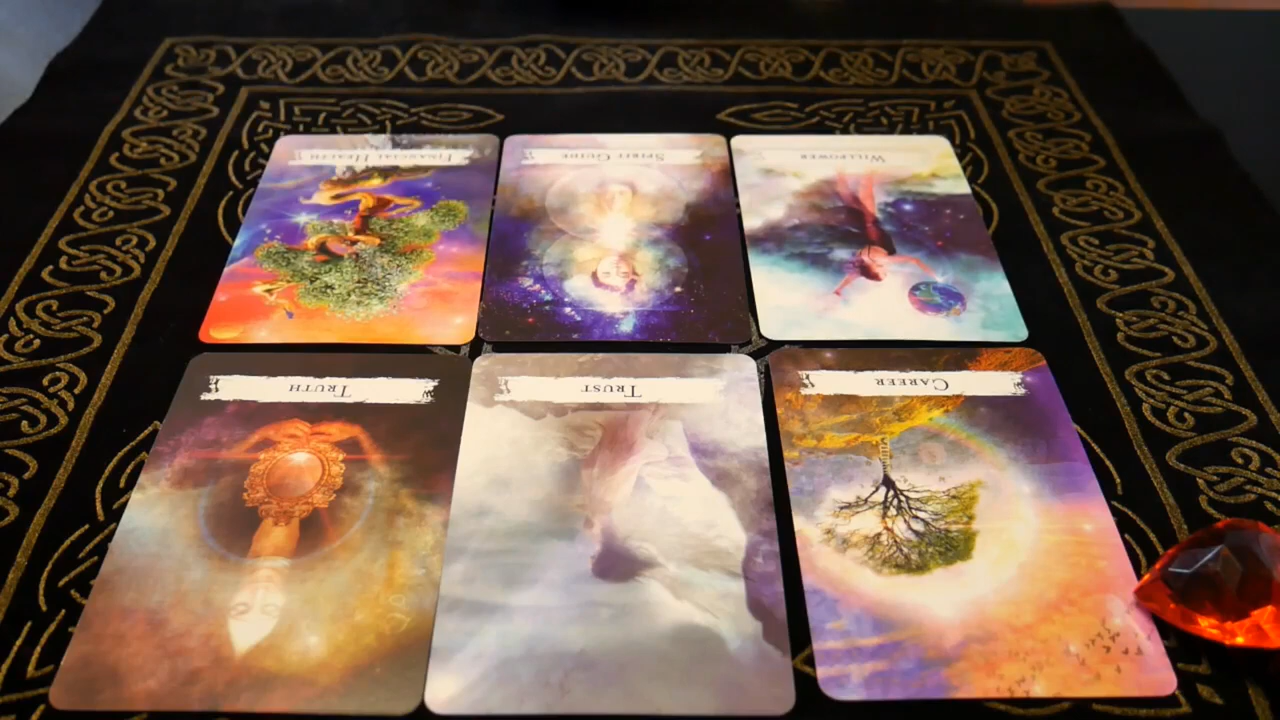 Financial Health
Spirit Guide
Willpower
Truth
Trust
Career